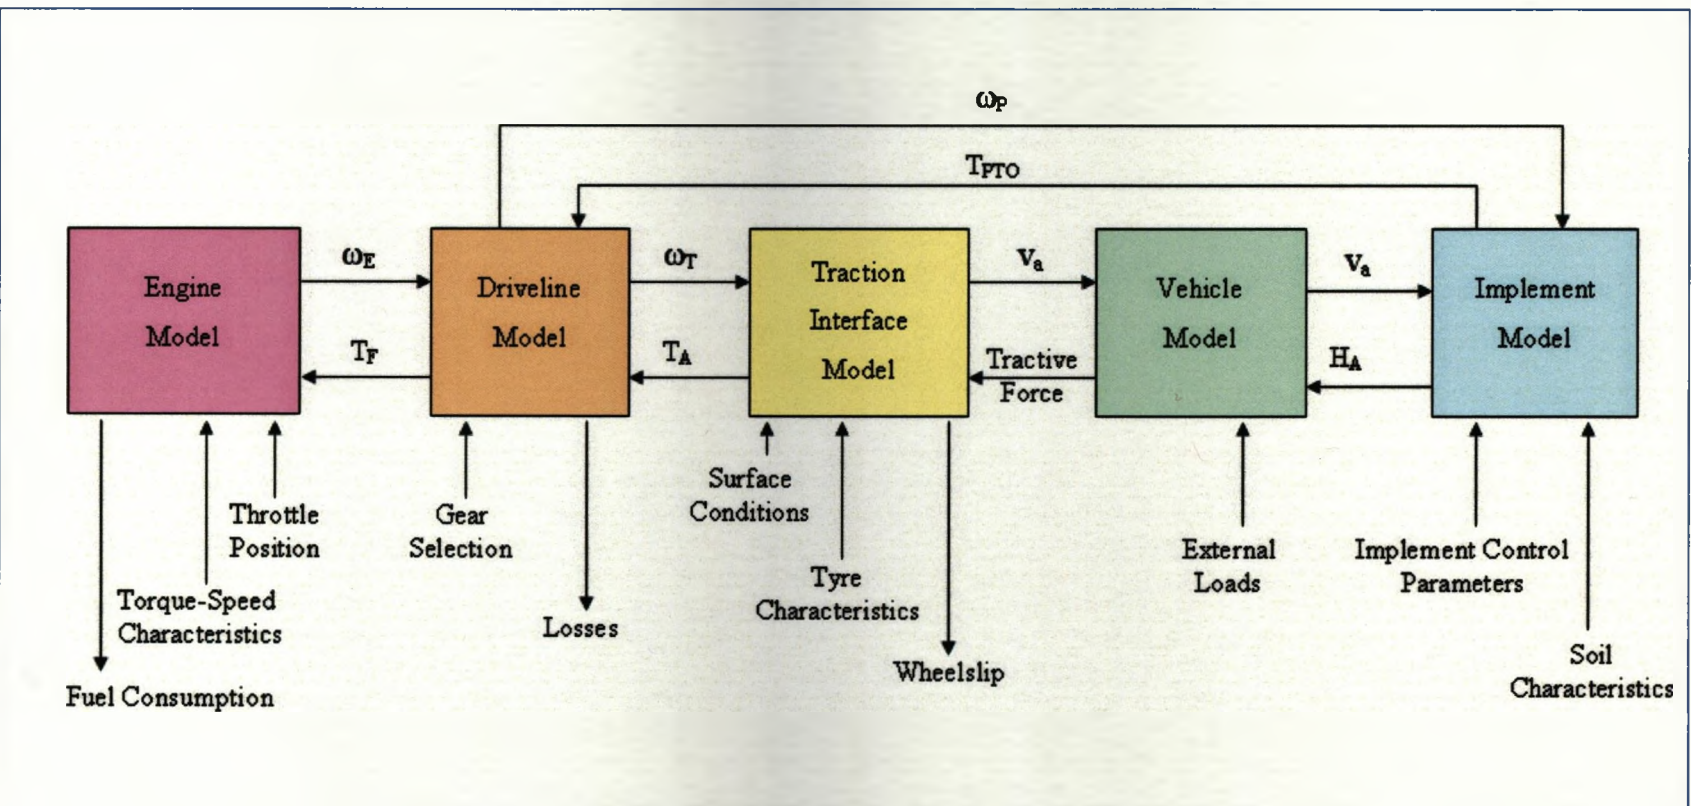 ωP
TPTO
Engine
Model
ωE
TF
Driveline
Model
ωT
TA
Traction
Interface
Model
Va
Tractive
Force
Vehicle
Model
Va
HA
Implement
Model
Throttle
Position
Torque-Speed
Characteristics
Fuel Consumption
Gear
Selection
Losses
Surface
Conditions
Tyre
Characteristics
Wheelslip
External
Loads
Implement Control
Parameters
Soil
Characteristics